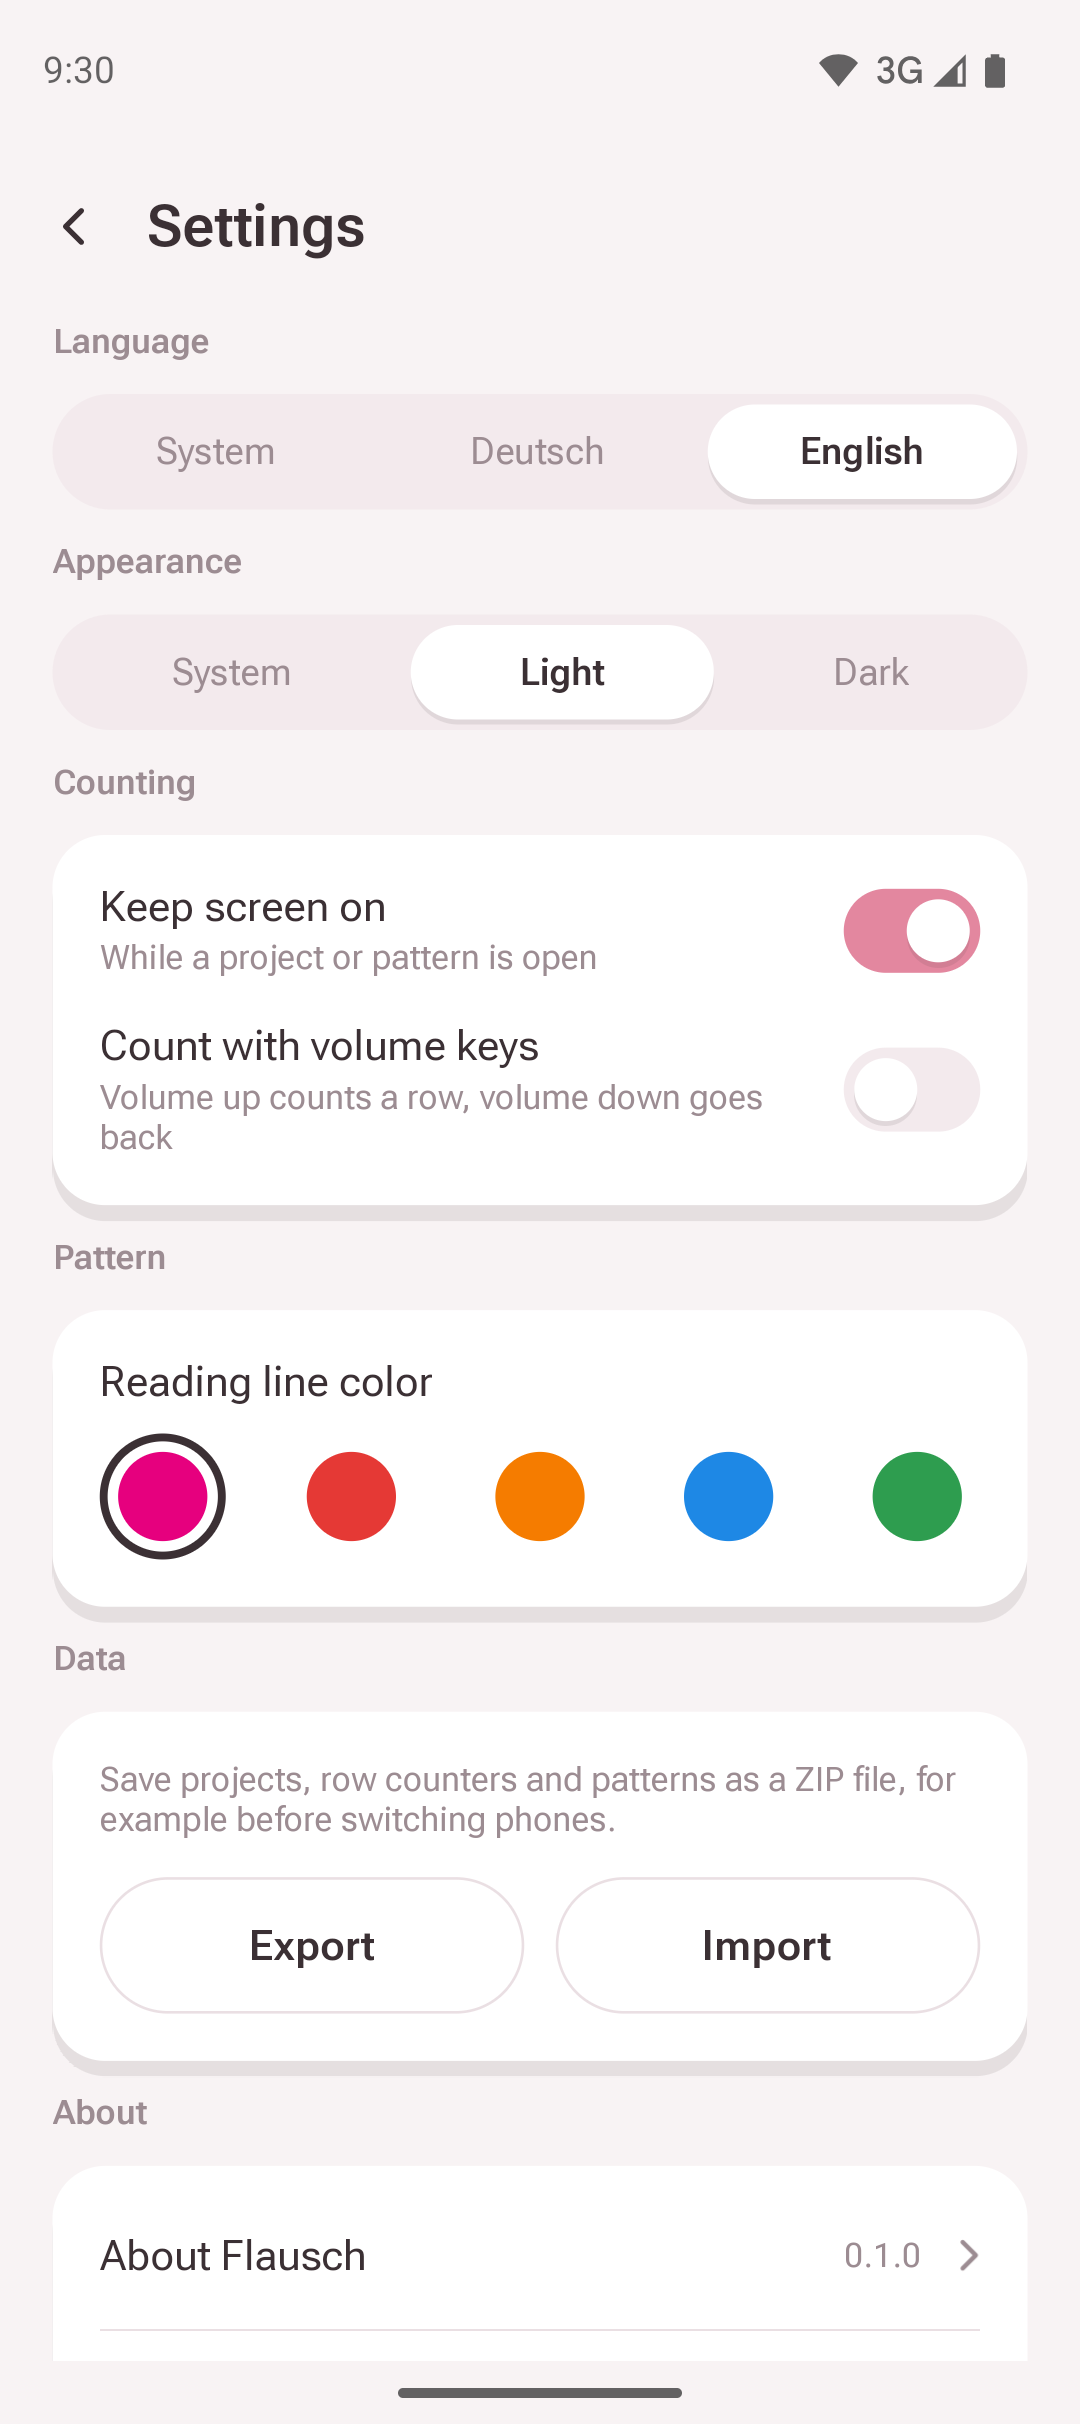 9:30
3G
Settings
Language
System
Deutsch
English
Appearance
System
Light
Dark
Counting
Keep screen on
While a project or pattern is open
Count with volume keys
Volume up counts a row, volume down goes
back
Pattern
Reading line color
Data
Save projects, row counters and patterns as a ZIP file, for
example before switching phones.
Export
Import
About
About Flausch
0.1.0